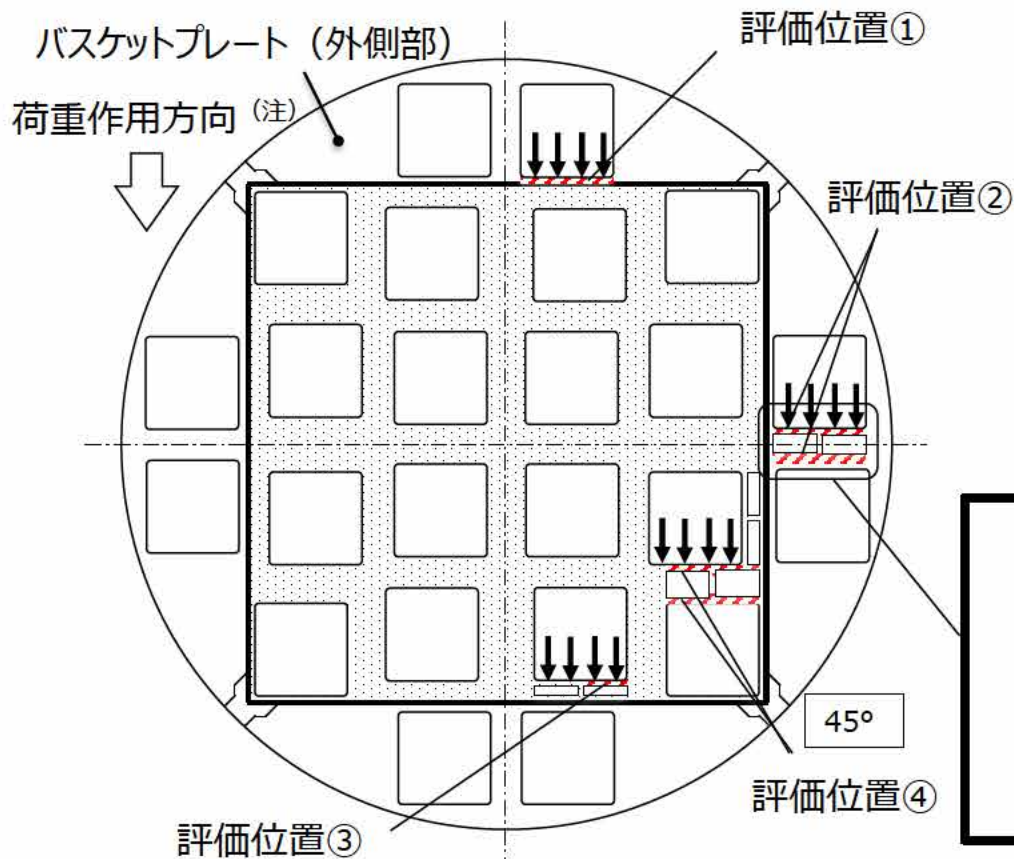 バスケットプレート（外側部）
荷重作用方向（注）
評価位置①
評価位置②
45°
評価位置④
評価位置③